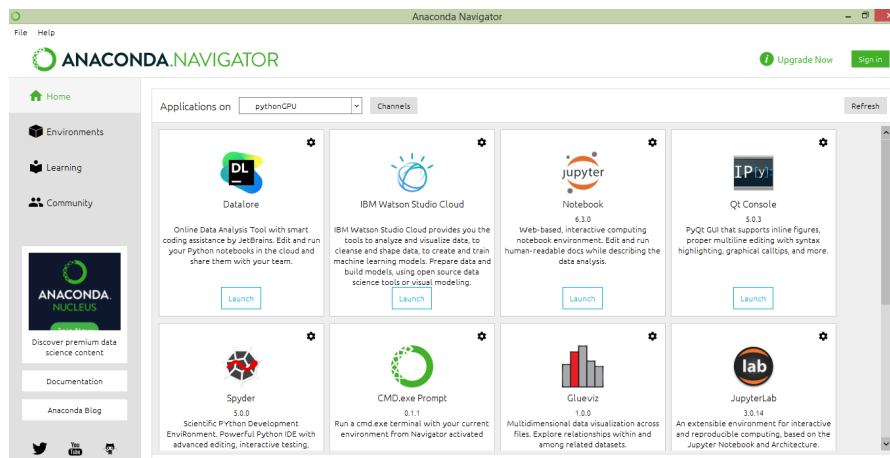 Anaconda Navigator
File Help
ANACONDA.NAVIGATOR
i Upgrade Now
Sign in
Home
Environments
Learning
Community
ANACONDA.
NUCLEUS
Discover premium data
science content
Documentation
Anaconda Blog
You
Tube
Applications on pythonGPU Channels Refresh
DL
Datalore
Online Data Analysis Tool with smart
coding assistance by JetBrains. Edit and run
your Python notebooks in the cloud and
share them with your team.
Launch
IBM Watson Studio Cloud
IBM Watson Studio Cloud provides you the
tools to analyze and visualize data, to
cleanse and shape data, to create and train
machine learning models. Prepare data and
build models, using open source data
science tools or visual modeling.
Launch
jupyter
Notebook
6.3.0
Web-based, interactive computing
notebook environment. Edit and run
human-readable docs while describing the
data analysis.
Launch
IP[y]:
Qt Console
5.0.3
PyQt GUI that supports inline figures,
proper multiline editing with syntax
highlighting, graphical calltips, and more.
Launch
Spyder
5.0.0
Scientific PYthon Development
EnviRonment. Powerful Python IDE with
advanced editing, interactive testing,
CMD.exe Prompt
0.1.1
Run a cmd.exe terminal with your current
environment from Navigator activated
Glueviz
1.0.0
Multidimensional data visualization across
files. Explore relationships within and
among related datasets.
lab
JupyterLab
3.0.14
An extensible environment for interactive
and reproducible computing, based on the
Jupyter Notebook and Architecture.